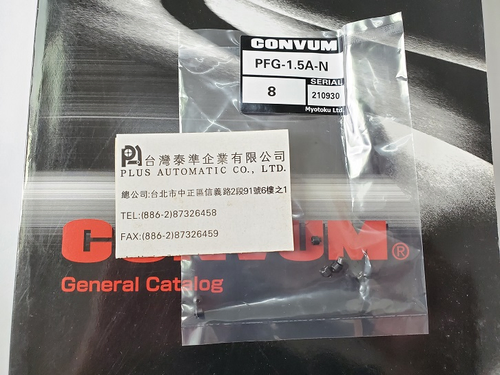 CONVUM
PFG-1.5A-N
8
SERIAL
210930
Myotoku Ltd.
台灣泰準企業有限公司
PLUS AUTOMATIC CO., LTD.
總公司:台北市中正區信義路2段91號6樓之1
TEL:(886-2)87326458
FAX:(886-2)87326459
CONVUM®
General Catalog